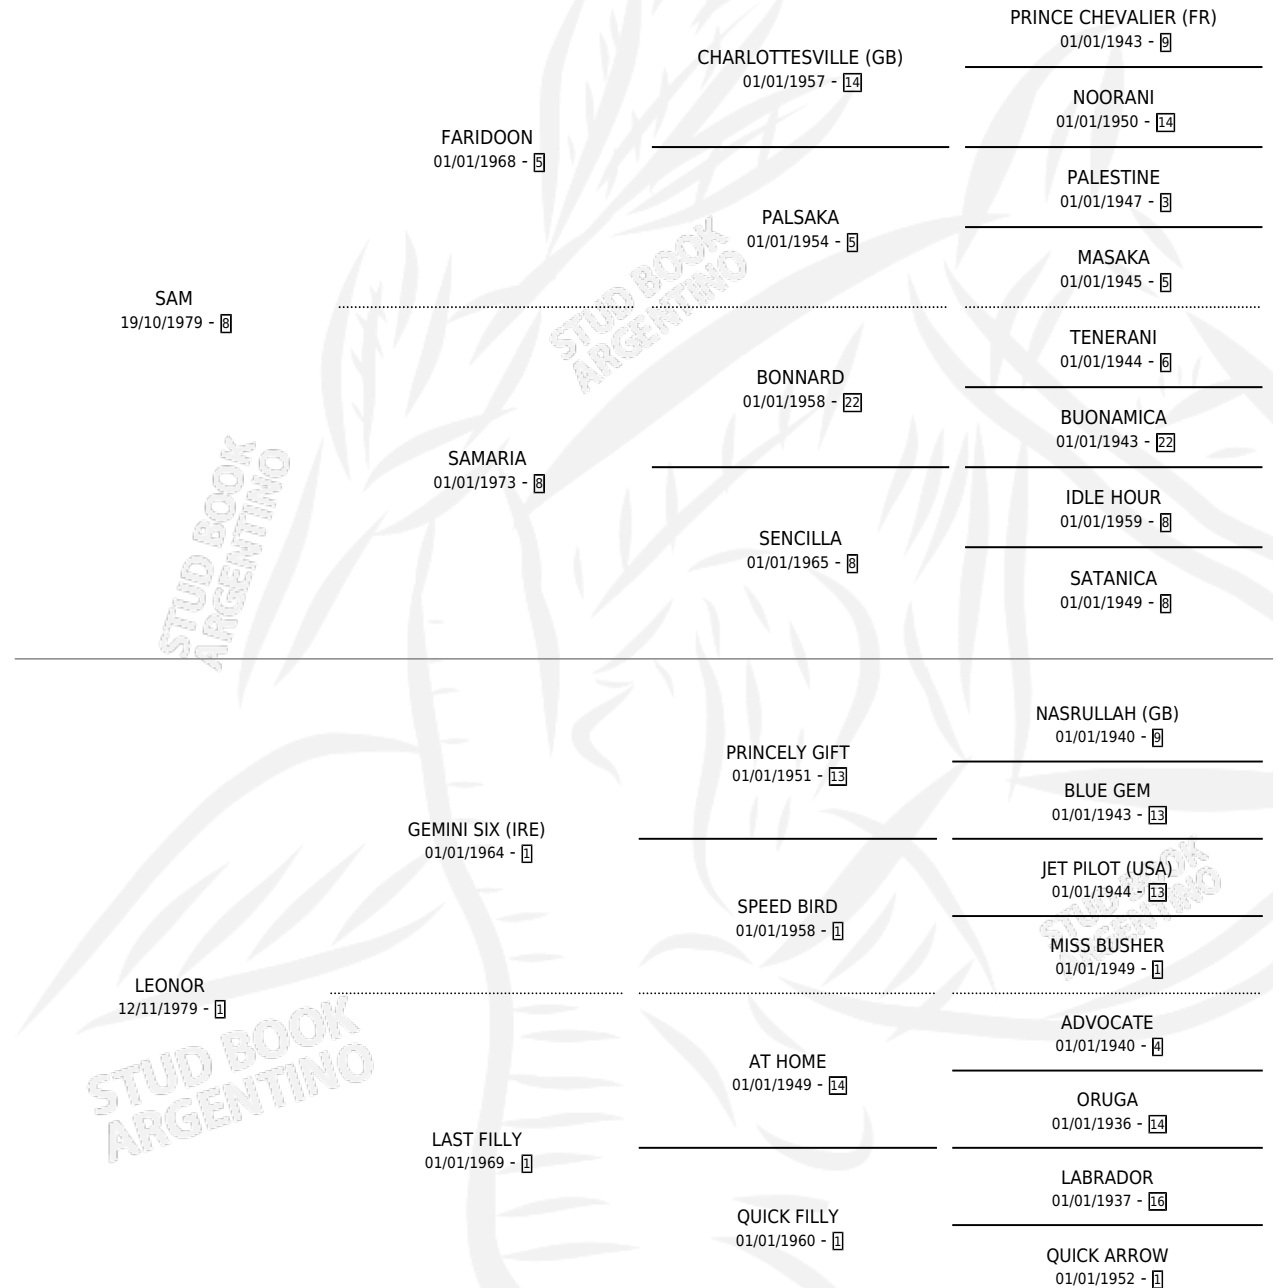 PRINCE CHEVALIER (FR)
01/01/1943 - 9
CHARLOTTESVILLE (GB)
01/01/1957 - 14
NOORANI
01/01/1950 - 14
FARIDOON
01/01/1968 - 5
PALESTINE
01/01/1947 - 3
PALSAKA
01/01/1954 - 5
MASAKA
01/01/1945 - 5
SAM
19/10/1979 - 8
TENERANI
01/01/1944 - 6
BONNARD
01/01/1958 - 22
BUONAMICA
01/01/1943 - 22
SAMARIA
01/01/1973 - 8
IDLE HOUR
01/01/1959 - 8
SENCILLA
01/01/1965 - 8
SATANICA
01/01/1949 - 8
NASRULLAH (GB)
01/01/1940 - 9
PRINCELY GIFT
01/01/1951 - 13
BLUE GEM
01/01/1943 - 13
GEMINI SIX (IRE)
01/01/1964 - 1
JET PILOT (USA)
01/01/1944 - 13
SPEED BIRD
01/01/1958 - 1
MISS BUSHER
01/01/1949 - 1
LEONOR
12/11/1979 - 1
ADVOCATE
01/01/1940 - 4
AT HOME
01/01/1949 - 14
ORUGA
01/01/1936 - 14
LAST FILLY
01/01/1969 - 1
LABRADOR
01/01/1937 - 16
QUICK FILLY
01/01/1960 - 1
QUICK ARROW
01/01/1952 - 1
STUD BOOK
ARGENTINO
STUD BOOK
ARGENTINO
STUD BOOK
ARGENTINO
STUD BOOK
ARGENTINO